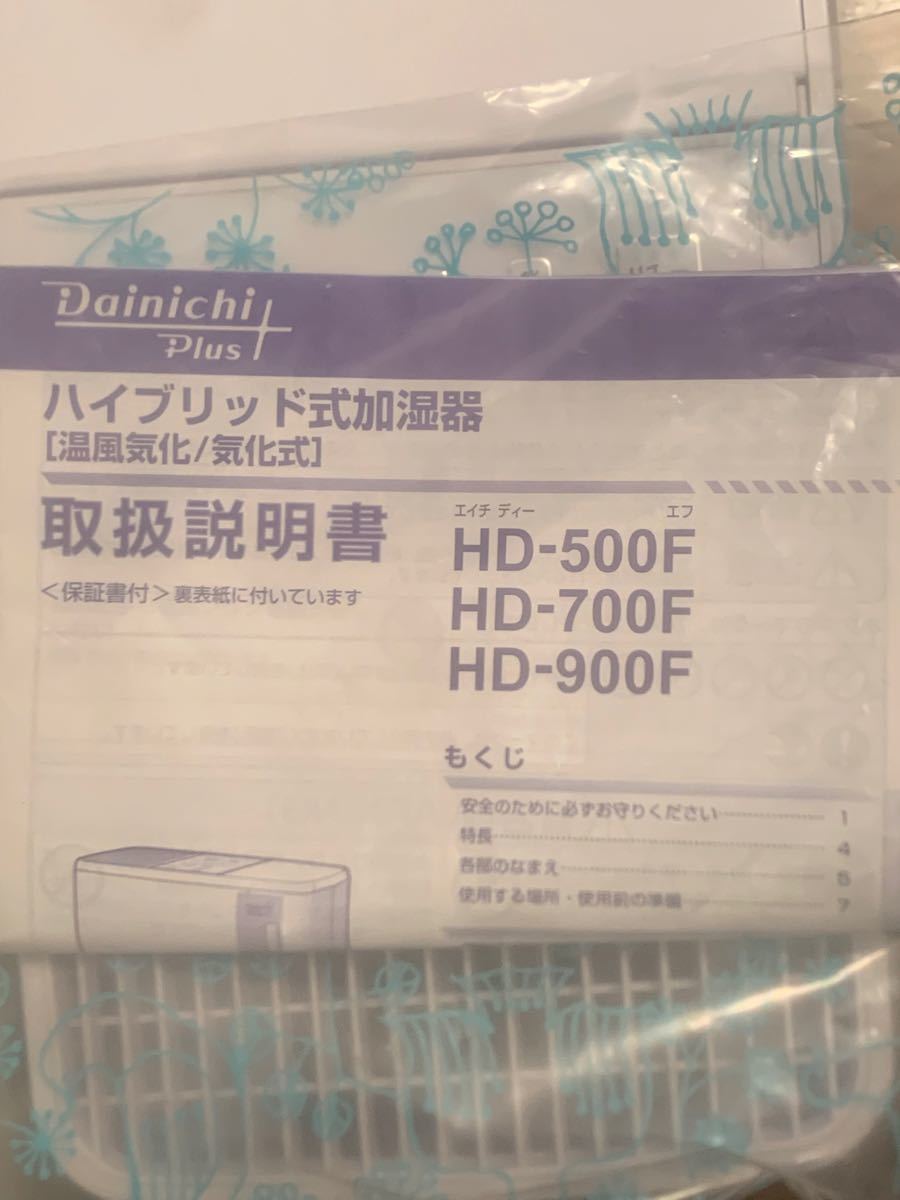 Dainichi
Plus
ハイブリッド式加湿器
[温風気化/気化式]
取扱説明書
<保証書付>裏表紙に付いています
エイチ ディー エフ
HD-500F
HD-700F
HD-900F
もくじ
安全のために必ずお守りください 1
特長 4
各部のなまえ 5
使用する場所・使用前の準備 7